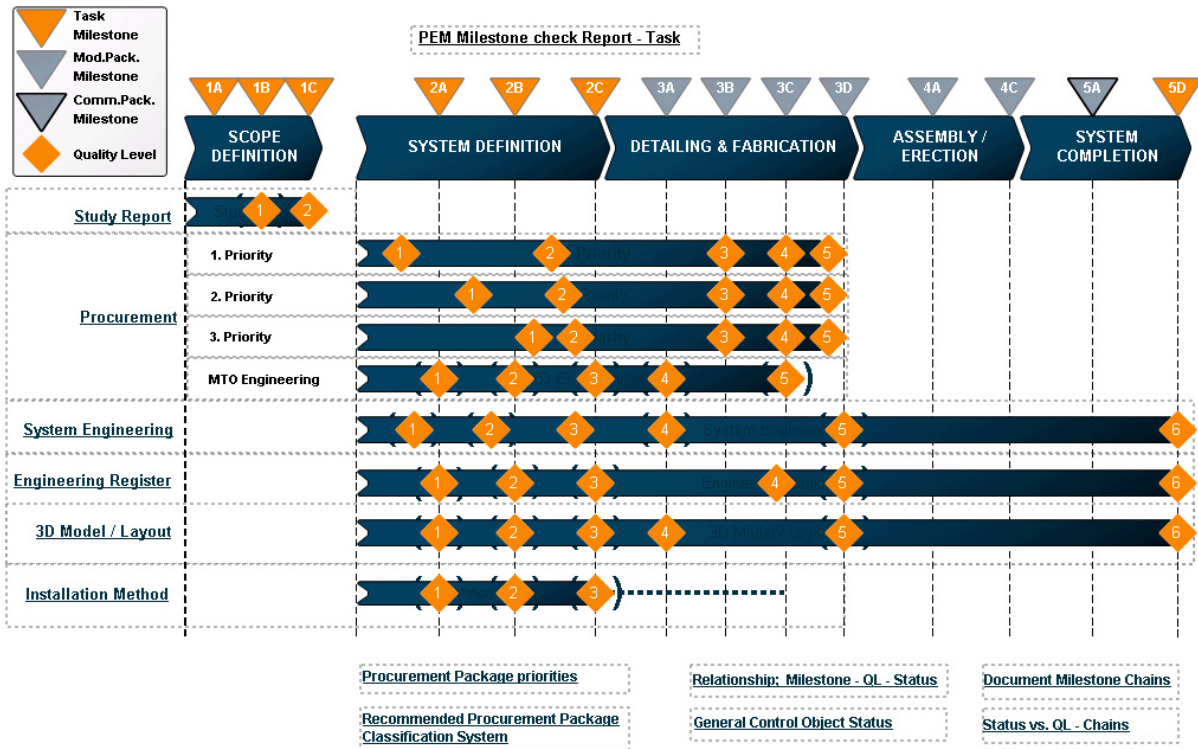 Task
Milestone
Mod.Pack.
Milestone
Comm.Pack.
Milestone
Quality Level
PEM Milestone check Report - Task
1A 1B 1C 2A 2B 2C 3A 3B 3C 3D 4A 4C 5A 5D
SCOPE
DEFINITION
SYSTEM DEFINITION
DETAILING & FABRICATION
ASSEMBLY /
ERECTION
SYSTEM
COMPLETION
Study Report
1 2
Procurement
1. Priority
1 2 Priority 3 4 5
2. Priority
1 2 3 4 5
3. Priority
1 2 3 4 5
MTO Engineering
1 2 3 4 5
System Engineering
1 2 3 4 System 5 6
Engineering Register
1 2 3 4 5 6
3D Model / Layout
1 2 3 4 3D Model / 5 6
Installation Method
1 2 3
Procurement Package priorities
Relationship; Milestone - QL - Status
Document Milestone Chains
Recommended Procurement Package
Classification System
General Control Object Status
Status vs. QL - Chains